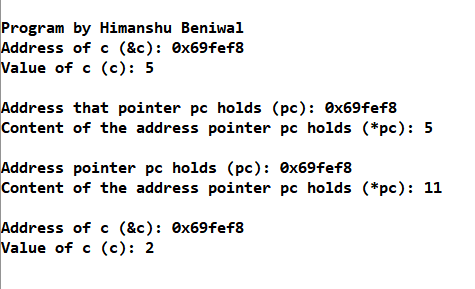 Program by Himanshu Beniwal
Address of c (&c): 0x69fef8
Value of c (c): 5
Address that pointer pc holds (pc): 0x69fef8
Content of the address pointer pc holds (*pc): 5
Address pointer pc holds (pc): 0x69fef8
Content of the address pointer pc holds (*pc): 11
Address of c (&c): 0x69fef8
Value of c (c): 2